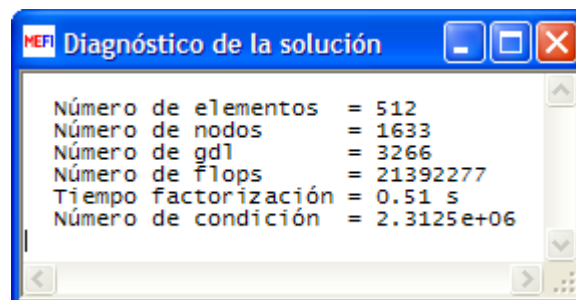 MEFI Diagnóstico de la solución
Número de elementos = 512
Número de nodos = 1633
Número de gdl = 3266
Número de flops = 21392277
Tiempo factorización = 0.51 s
Número de condición = 2.3125e+06